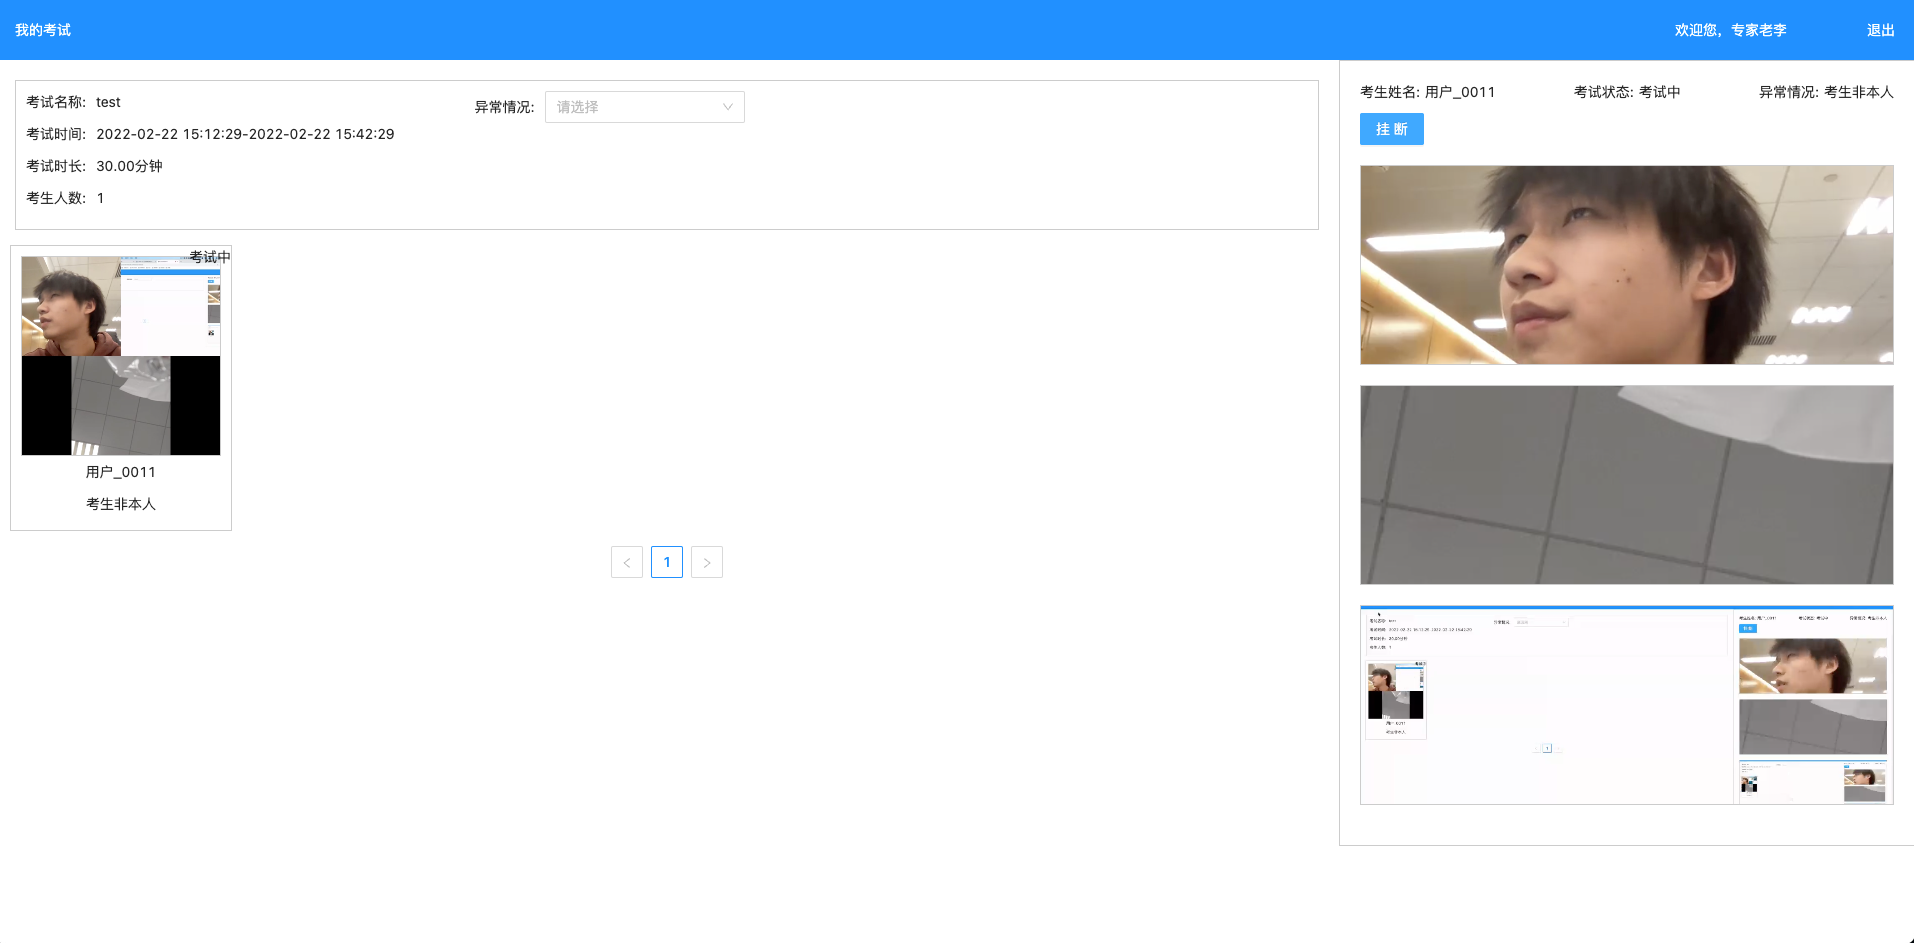 我的考试
欢迎您，专家老李
退出
考试名称: test
异常情况: 请选择
考试时间: 2022-02-22 15:12:29-2022-02-22 15:42:29
考试时长: 30.00分钟
考生人数: 1
考试中
用户_0011
考生非本人
< 1 >
考生姓名: 用户_0011
考试状态: 考试中
异常情况: 考生非本人
挂 断